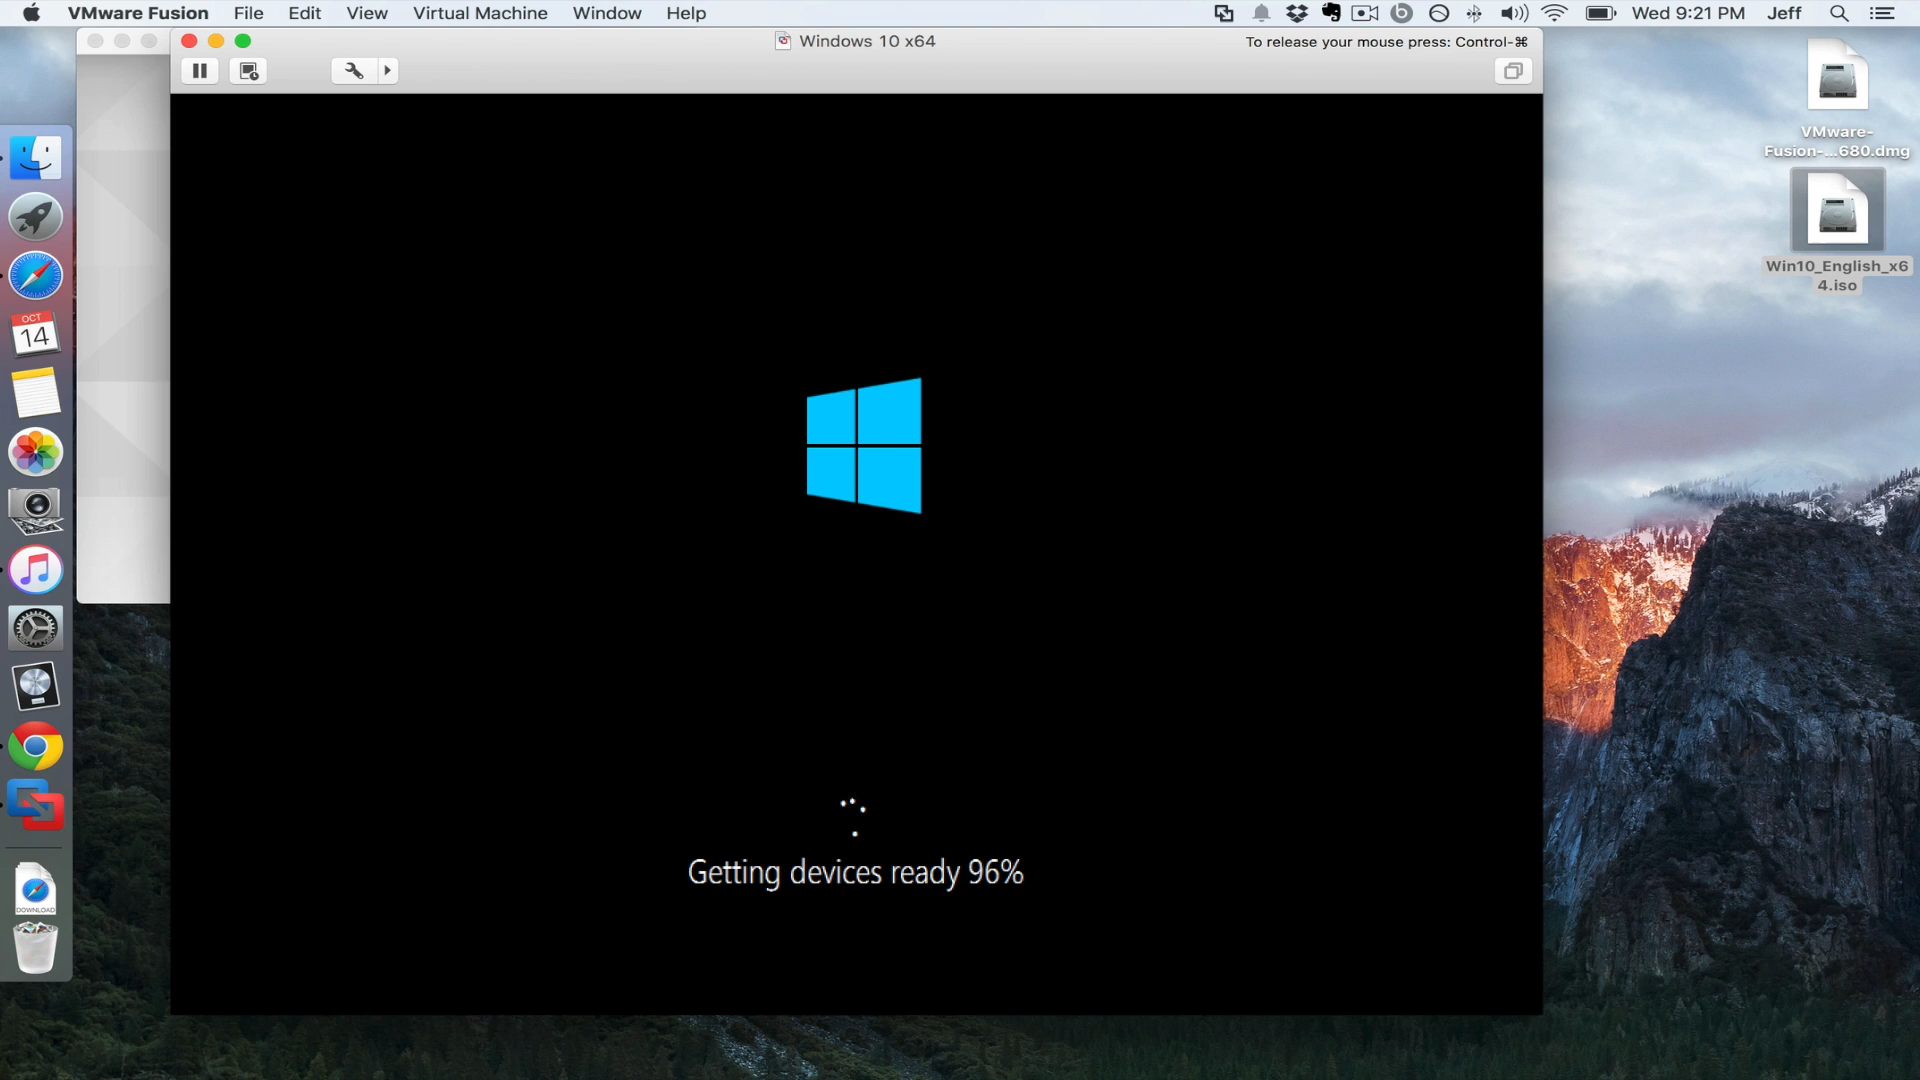 VMware Fusion File Edit View Virtual Machine Window Help Wed 9:21 PM Jeff
Windows 10 x64
To release your mouse press: Control-⌘
VMware-
Fusion-...680.dmg
Win10_English_x6
4.iso
OCT
14
Getting devices ready 96%
DOWNLOAD